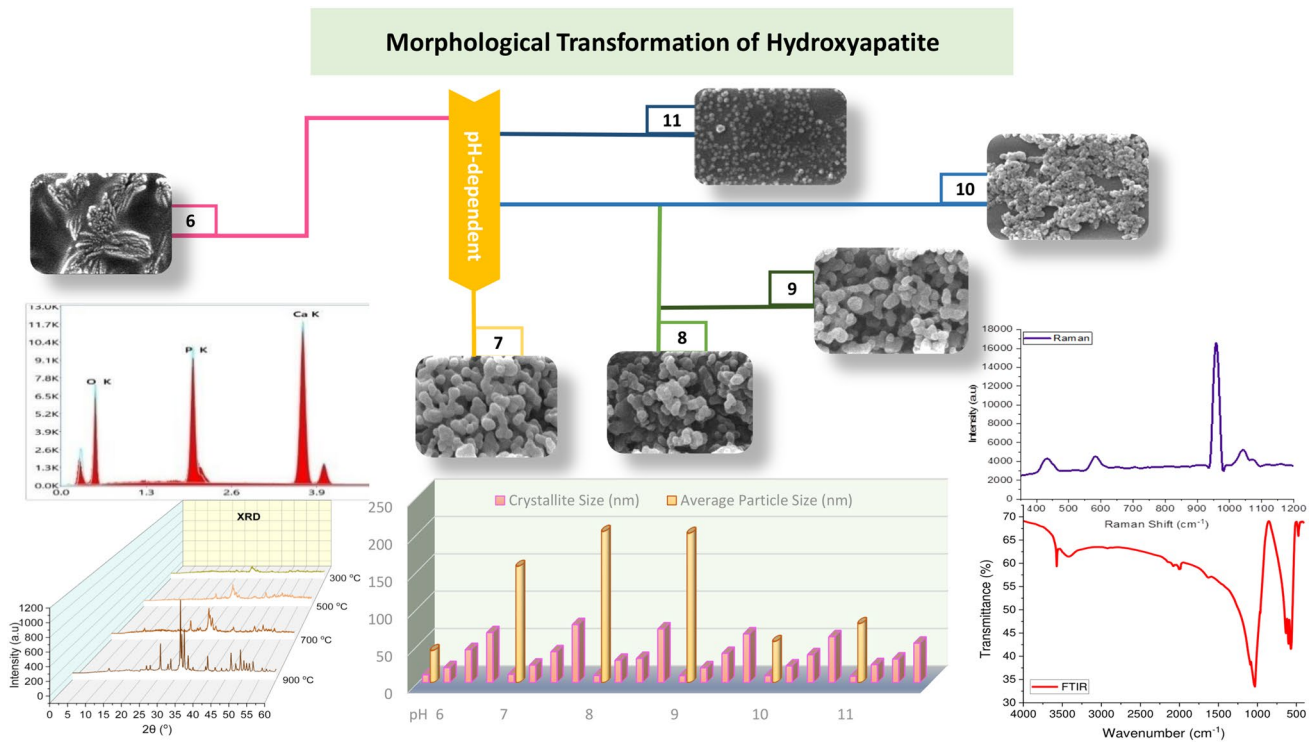 Morphological Transformation of Hydroxyapatite
pH-dependent
11
10
6
9
7
8
13.0K
11.7K
10.4K
9.1K
7.8K
6.5K
5.2K
3.9K
2.6K
1.3K
0.0K
O K
P K
Ca K
0.0 1.3 2.6 3.9
Raman
18000
16000
14000
12000
10000
8000
6000
4000
2000
0
Intensity (a.u)
400 500 600 700 800 900 1000 1100 1200
Raman Shift (cm⁻¹)
XRD
300 °C
500 °C
700 °C
900 °C
1200
1000
800
600
400
200
0
Intensity (a.u)
0 5 10 15 20 25 30 35 40 45 50 55 60
2θ (°)
Crystallite Size (nm) Average Particle Size (nm)
250
200
150
100
50
0
pH 6 7 8 9 10 11
70
65
60
55
50
45
40
35
30
Transmittance (%)
FTIR
4000 3500 3000 2500 2000 1500 1000 500
Wavenumber (cm⁻¹)